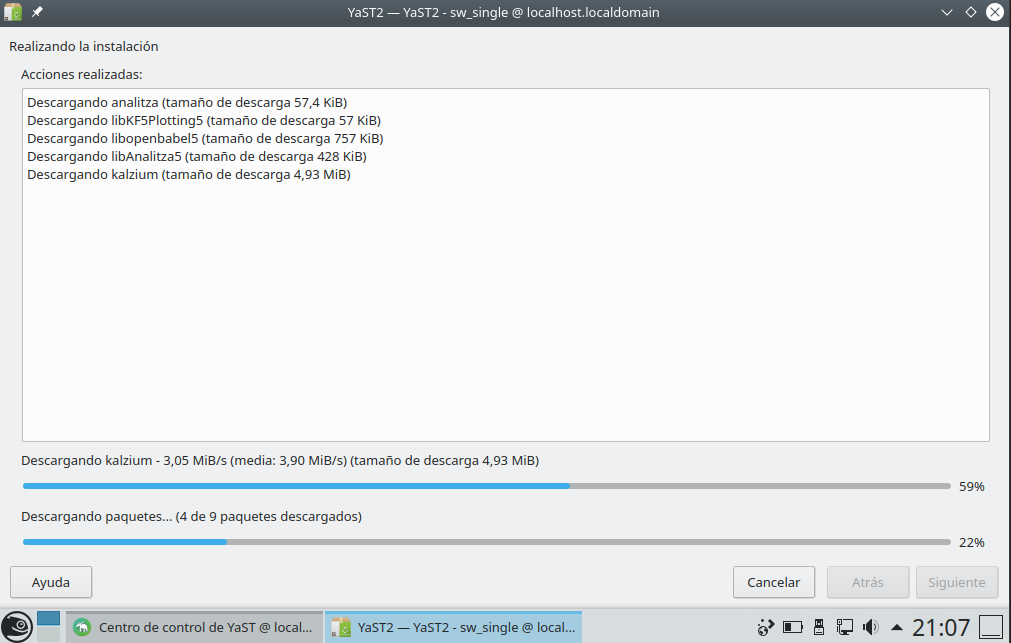 YaST2 — YaST2 - sw_single @ localhost.localdomain
Realizando la instalación
Acciones realizadas:
Descargando analitza (tamaño de descarga 57,4 KiB)
Descargando libKF5Plotting5 (tamaño de descarga 57 KiB)
Descargando libopenbabel5 (tamaño de descarga 757 KiB)
Descargando libAnalitza5 (tamaño de descarga 428 KiB)
Descargando kalzium (tamaño de descarga 4,93 MiB)
Descargando kalzium - 3,05 MiB/s (media: 3,90 MiB/s) (tamaño de descarga 4,93 MiB)
59%
Descargando paquetes... (4 de 9 paquetes descargados)
22%
Ayuda
Cancelar
Atrás
Siguiente
Centro de control de YaST @ local...
YaST2 — YaST2 - sw_single @ local...
21:07